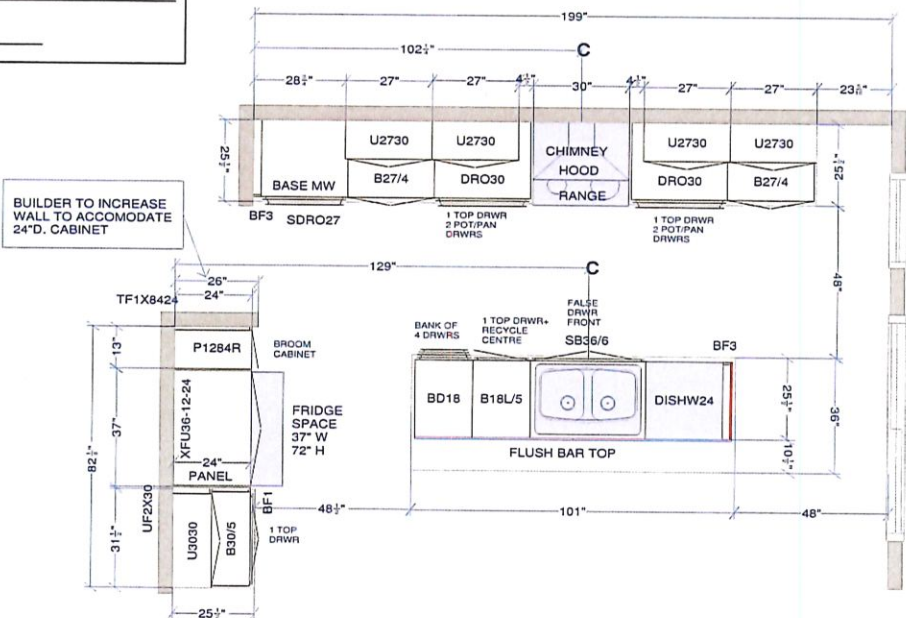 199"
102¼"
C
28¾"
27"
27"
4½"
30"
4½"
27"
27"
25½"
U2730
U2730
CHIMNEY
HOOD
U2730
U2730
25½"
BASE MW
B27/4
DRO30
RANGE
DRO30
B27/4
BF3
SDRO27
1 TOP DRWR
2 POT/PAN
DRWRS
1 TOP DRWR
2 POT/PAN
DRWRS
BUILDER TO INCREASE
WALL TO ACCOMODATE
24"D. CABINET
129"
C
48"
26"
24"
TF1X8424
P1284R
BROOM
CABINET
13"
BANK OF
4 DRWRS
1 TOP DRWR+
RECYCLE
CENTRE
FALSE
DRWR
FRONT
SB36/6
BF3
XFU36-12-24
37"
82½"
FRIDGE
SPACE
37" W
72" H
BD18
B18L/5
DISHW24
25½"
36"
10½"
24"
PANEL
FLUSH BAR TOP
UF2X30
BF1
48½"
101"
48"
31½"
U3030
B30/5
1 TOP
DRWR
25½"